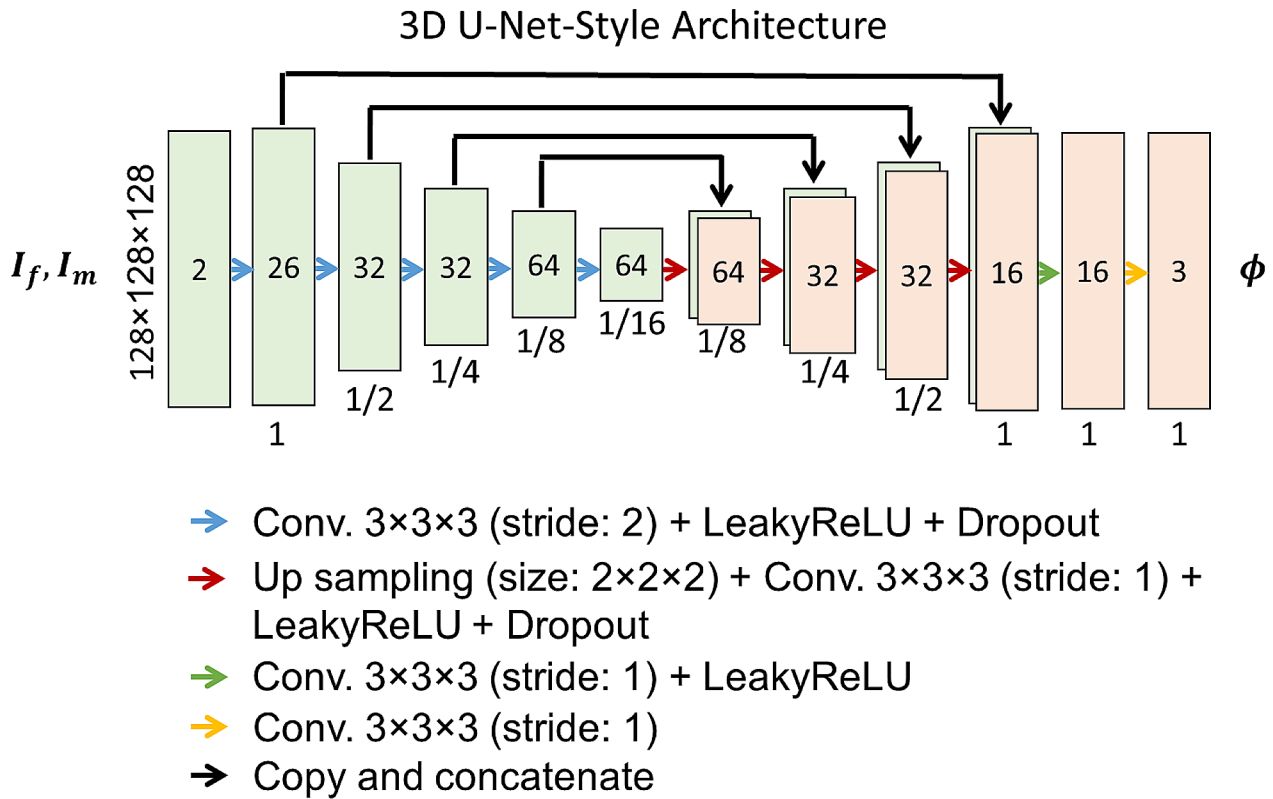 3D U-Net-Style Architecture
I_f, I_m
128×128×128
2
26
32
32
64
64
64
32
32
16
16
3
ϕ
1
1/2
1/4
1/8
1/16
1/8
1/4
1/2
1
1
1
Conv. 3×3×3 (stride: 2) + LeakyReLU + Dropout
Up sampling (size: 2×2×2) + Conv. 3×3×3 (stride: 1) +
LeakyReLU + Dropout
Conv. 3×3×3 (stride: 1) + LeakyReLU
Conv. 3×3×3 (stride: 1)
Copy and concatenate